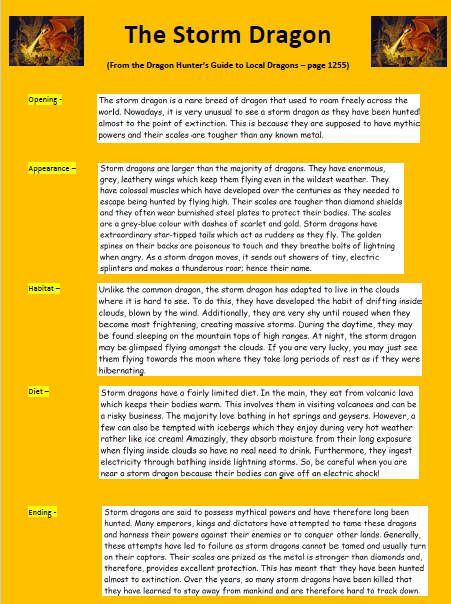 The Storm Dragon
(From the Dragon Hunter's Guide to Local Dragons – page 1255)
Opening -
The storm dragon is a rare breed of dragon that used to roam freely across the
world. Nowadays, it is very unusual to see a storm dragon as they have been hunted
almost to the point of extinction. This is because they are supposed to have mythic
powers and their scales are tougher than any known metal.
Appearance –
Storm dragons are larger than the majority of dragons. They have enormous,
grey, leathery wings which keep them flying even in the wildest weather. They
have colossal muscles which have developed over the centuries as they needed to
escape being hunted by flying high. Their scales are tougher than diamond shields
and they often wear burnished steel plates to protect their bodies. The scales
are a grey-blue colour with dashes of scarlet and gold. Storm dragons have
extraordinary star-tipped tails which act as rudders as they fly. The golden
spines on their backs are poisonous to touch and they breathe bolts of lightning
when angry. As a storm dragon moves, it sends out showers of tiny, electric
splinters and makes a thunderous roar; hence their name.
Habitat –
Unlike the common dragon, the storm dragon has adapted to live in the clouds
where it is hard to see. To do this, they have developed the habit of drifting inside
clouds, blown by the wind. Additionally, they are very shy until roused when they
become most frightening, creating massive storms. During the daytime, they may
be found sleeping on the mountain tops of high ranges. At night, the storm dragon
may be glimpsed flying amongst the clouds. If you are very lucky, you may just see
them flying towards the moon where they take long periods of rest as if they were
hibernating.
Diet –
Storm dragons have a fairly limited diet. In the main, they eat from volcanic lava
which keeps their bodies warm. This involves them in visiting volcanoes and can be
a risky business. The majority love bathing in hot springs and geysers. However, a
few can also be tempted with icebergs which they enjoy during very hot weather
rather like ice cream! Amazingly, they absorb moisture from their long exposure
when flying inside clouds so have no real need to drink. Furthermore, they ingest
electricity through bathing inside lightning storms. So, be careful when you are
near a storm dragon because their bodies can give off an electric shock!
Ending -
Storm dragons are said to possess mythical powers and have therefore long been
hunted. Many emperors, kings and dictators have attempted to tame these dragons
and harness their powers against their enemies or to conquer other lands. Generally,
these attempts have led to failure as storm dragons cannot be tamed and usually turn
on their captors. Their scales are prized as the metal is stronger than diamonds and,
therefore, provides excellent protection. This has meant that they have been hunted
almost to extinction. Over the years, so many storm dragons have been killed that
they have learned to stay away from mankind and are therefore hard to track down.